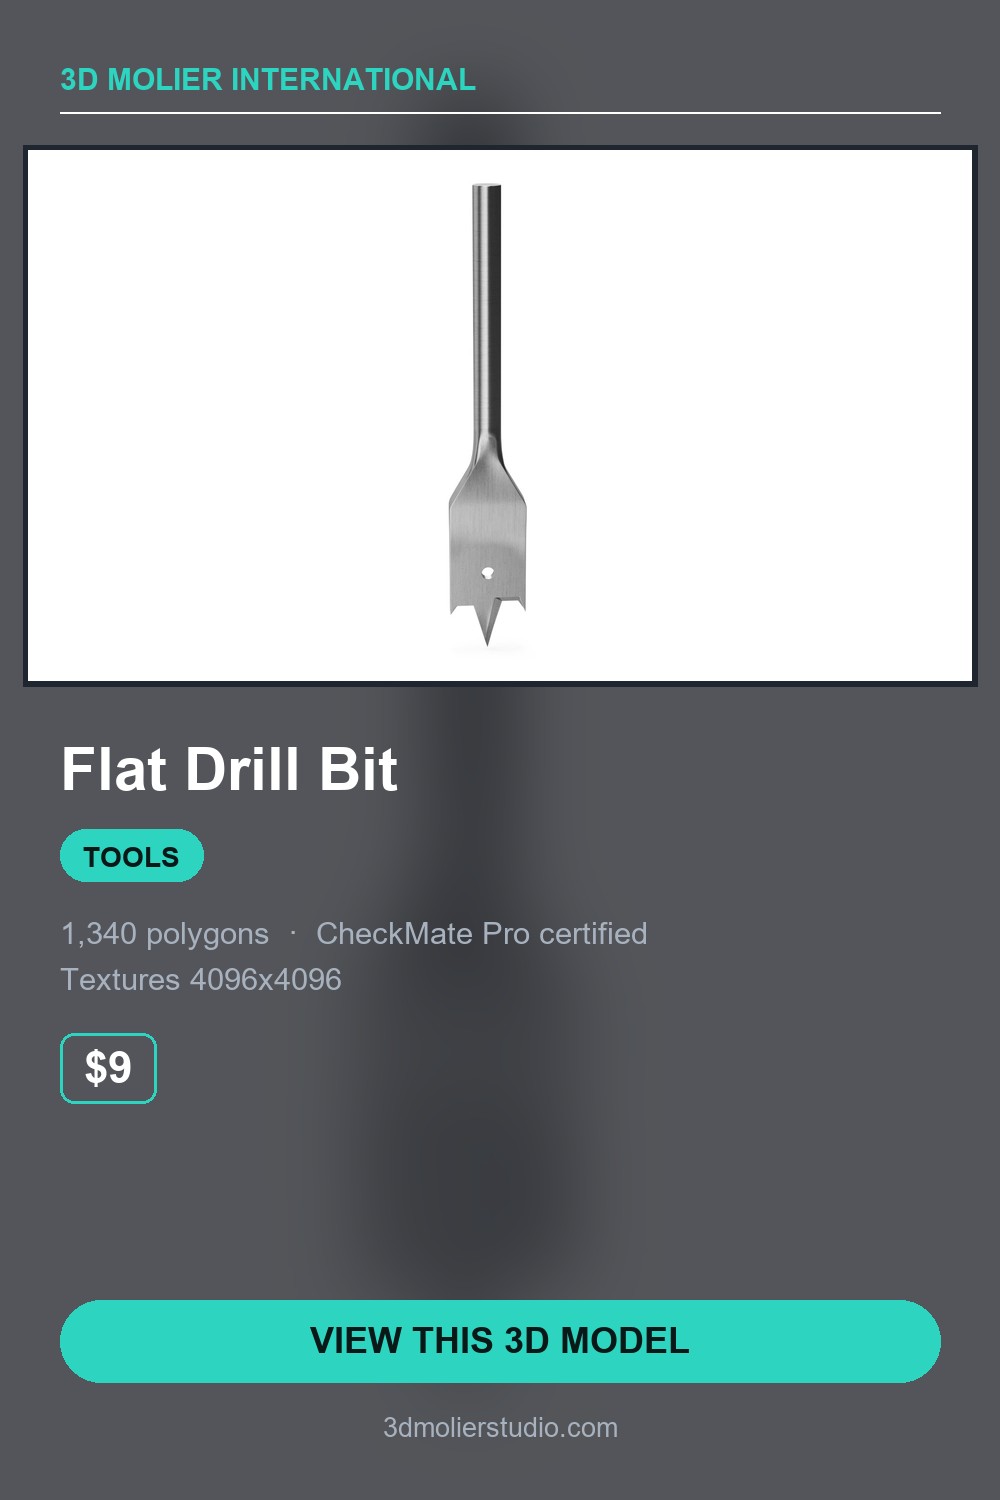 3D MOLIER INTERNATIONAL
Flat Drill Bit
TOOLS
1,340 polygons · CheckMate Pro certified
Textures 4096x4096
$9
VIEW THIS 3D MODEL
3dmolierstudio.com